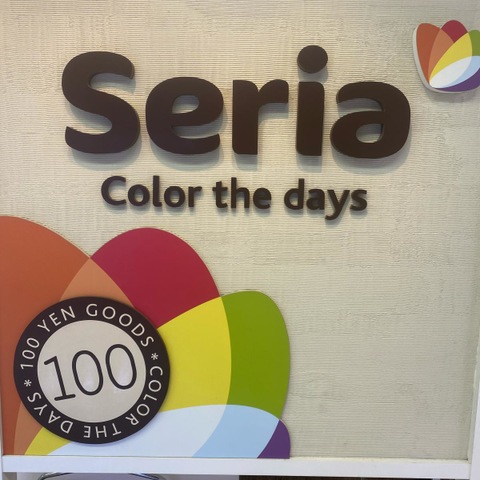 Seria
Color the days
100 YEN GOODS
* COLOR THE DAYS *
100